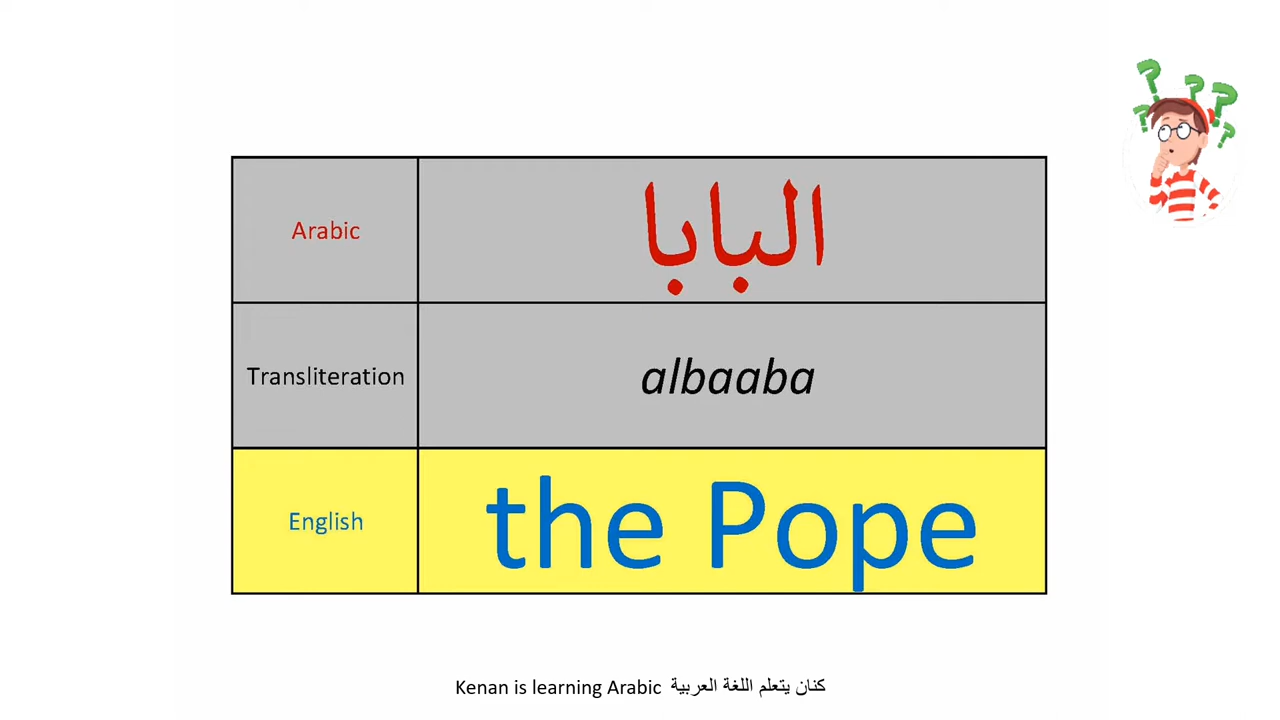 Arabic البابا
Transliteration albaaba
English the Pope
Kenan is learning Arabic كنان يتعلم اللغة العربية